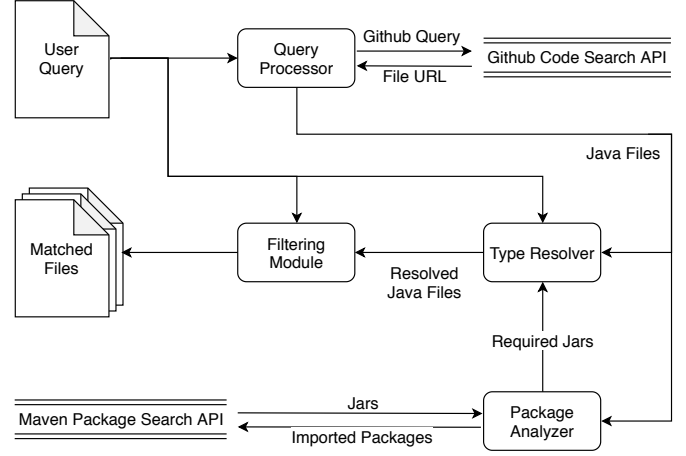 User
Query
Query
Processor
Github Query
File URL
Github Code Search API
Java Files
Matched
Files
Filtering
Module
Resolved
Java Files
Type Resolver
Required Jars
Maven Package Search API
Jars
Imported Packages
Package
Analyzer